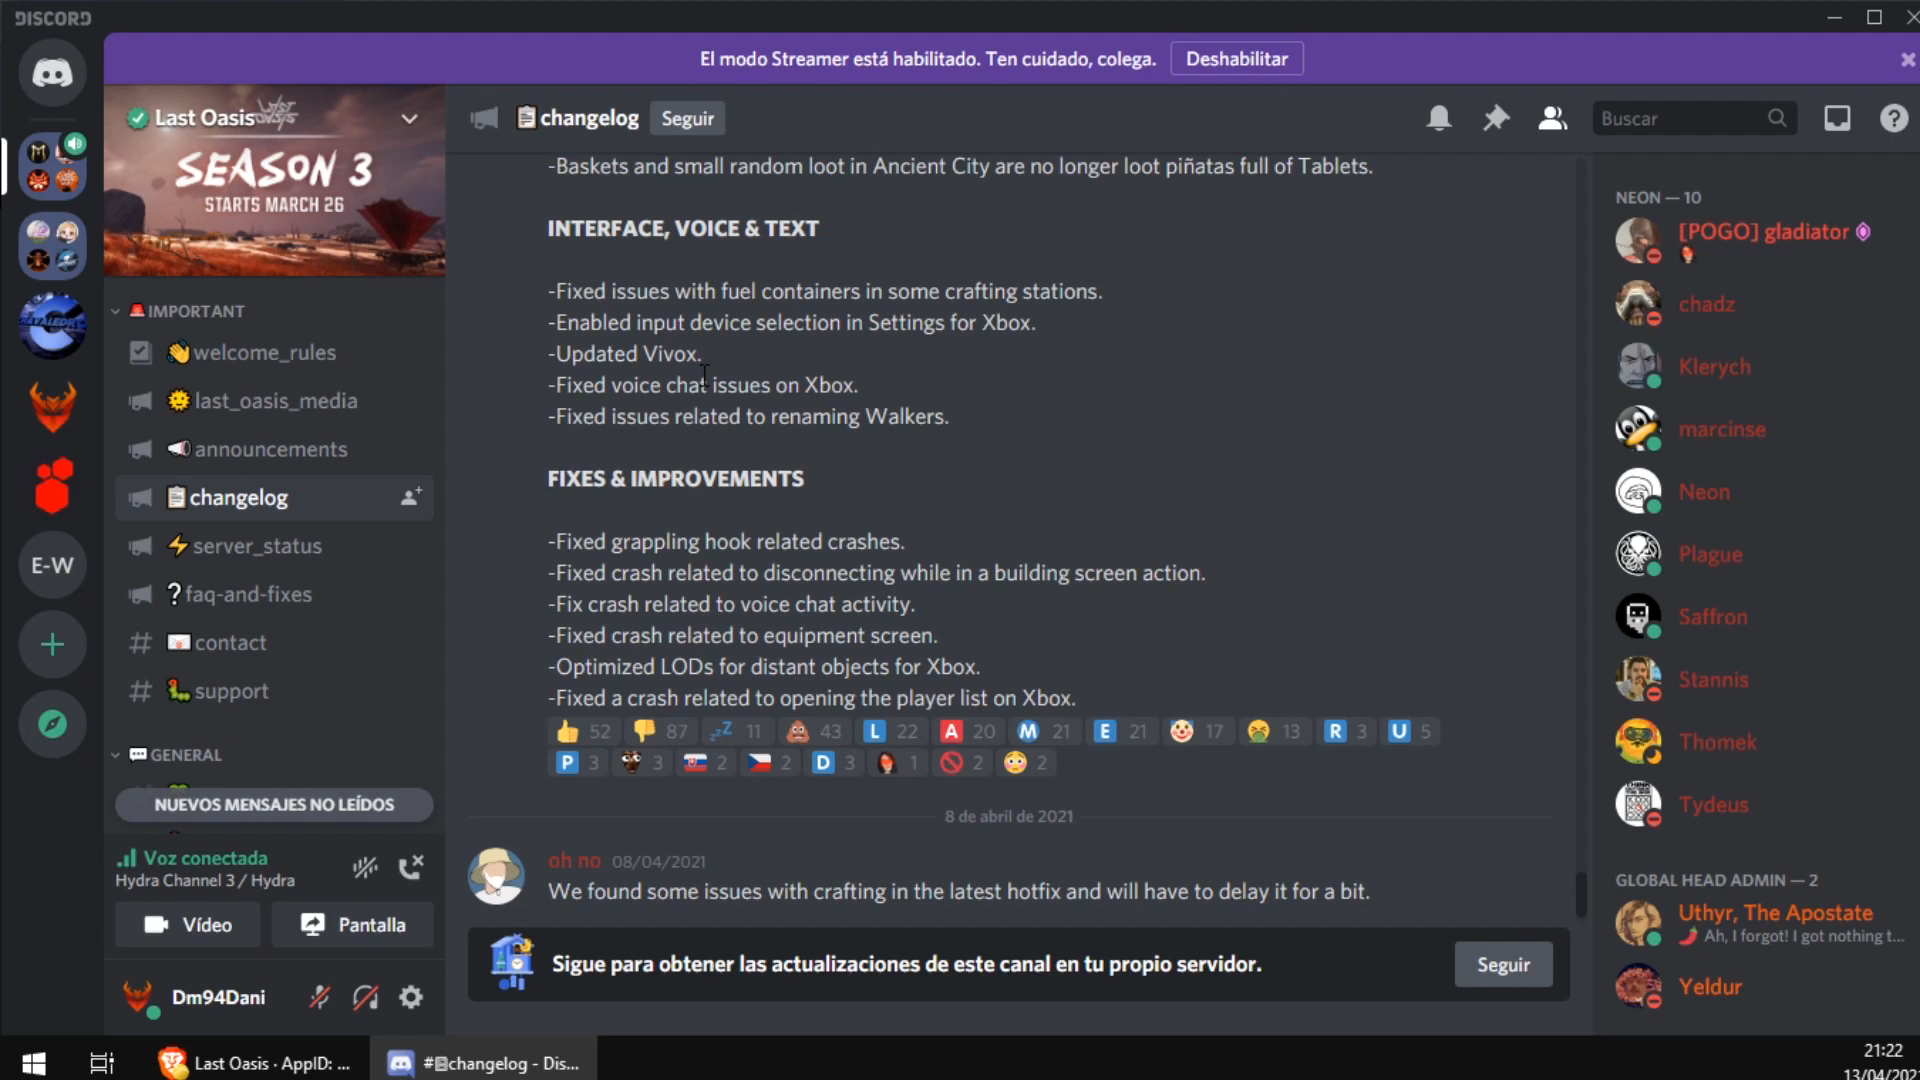 DISCORD
El modo Streamer está habilitado. Ten cuidado, colega.
Deshabilitar
Last Oasis
SEASON 3
STARTS MARCH 26
changelog
Seguir
Buscar
IMPORTANT
welcome_rules
last_oasis_media
announcements
changelog
server_status
faq-and-fixes
contact
support
GENERAL
NUEVOS MENSAJES NO LEÍDOS
Voz conectada
Hydra Channel 3 / Hydra
Vídeo
Pantalla
Dm94Dani
E-W
-Baskets and small random loot in Ancient City are no longer loot piñatas full of Tablets.
INTERFACE, VOICE & TEXT
-Fixed issues with fuel containers in some crafting stations.
-Enabled input device selection in Settings for Xbox.
-Updated Vivox.
-Fixed voice chat issues on Xbox.
-Fixed issues related to renaming Walkers.
FIXES & IMPROVEMENTS
-Fixed grappling hook related crashes.
-Fixed crash related to disconnecting while in a building screen action.
-Fix crash related to voice chat activity.
-Fixed crash related to equipment screen.
-Optimized LODs for distant objects for Xbox.
-Fixed a crash related to opening the player list on Xbox.
52 87 11 43 L 22 A 20 M 21 E 21 17 13 R 3 U 5
P 3 3 2 2 D 3 1 2 2
8 de abril de 2021
oh no 08/04/2021
We found some issues with crafting in the latest hotfix and will have to delay it for a bit.
Sigue para obtener las actualizaciones de este canal en tu propio servidor.
Seguir
NEON — 10
[POGO] gladiator
chadz
Klerych
marcinse
Neon
Plague
Saffron
Stannis
Thomek
Tydeus
GLOBAL HEAD ADMIN — 2
Uthyr, The Apostate
Ah, I forgot! I got nothing t...
Yeldur
Last Oasis · AppID: ...
#changelog - Dis...
21:22
13/04/202